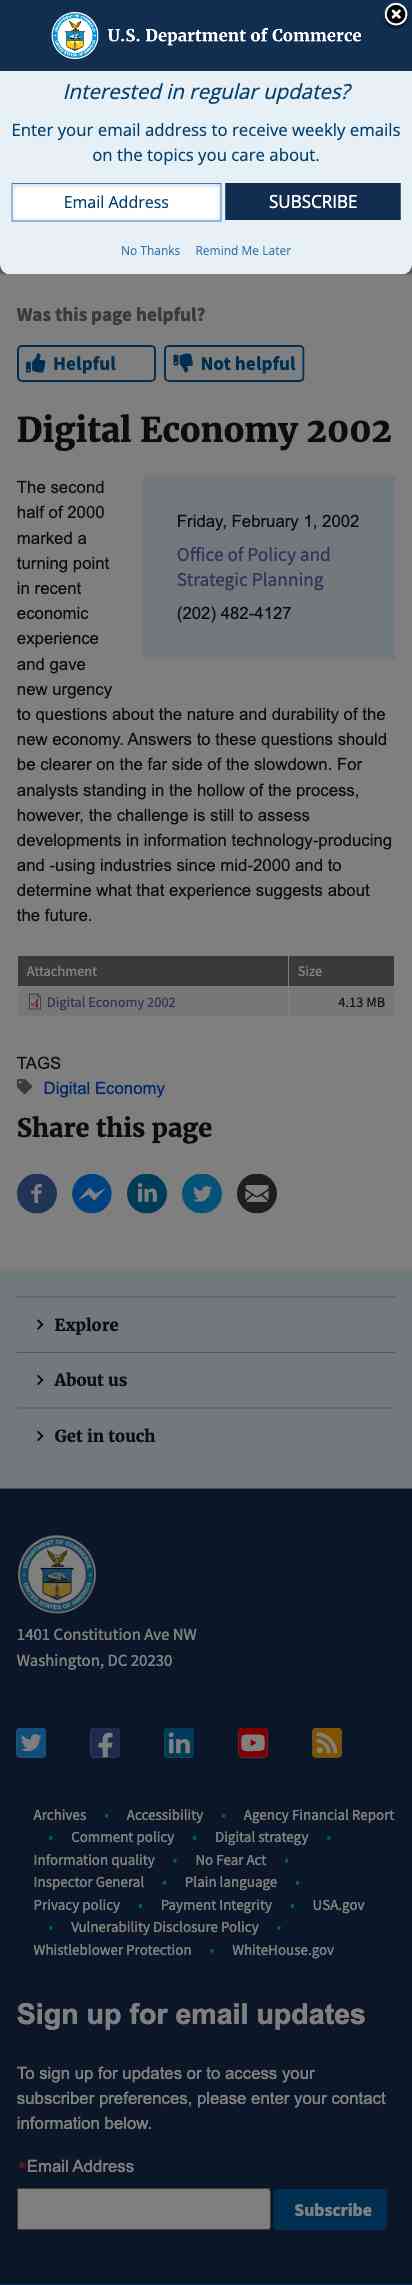 U.S. Department of Commerce
Interested in regular updates?
Enter your email address to receive weekly emails
on the topics you care about.
Email Address
SUBSCRIBE
No Thanks Remind Me Later
Was this page helpful?
Helpful
Not helpful
Digital Economy 2002
Friday, February 1, 2002
Office of Policy and
Strategic Planning
(202) 482-4127
The second
half of 2000
marked a
turning point
in recent
economic
experience
and gave
new urgency
to questions about the nature and durability of the
new economy. Answers to these questions should
be clearer on the far side of the slowdown. For
analysts standing in the hollow of the process,
however, the challenge is still to assess
developments in information technology-producing
and -using industries since mid-2000 and to
determine what that experience suggests about
the future.
Attachment Size
Digital Economy 2002 4.13 MB
TAGS
Digital Economy
Share this page
Explore
About us
Get in touch
1401 Constitution Ave NW
Washington, DC 20230
Archives • Accessibility • Agency Financial Report
• Comment policy • Digital strategy •
Information quality • No Fear Act •
Inspector General • Plain language •
Privacy policy • Payment Integrity • USA.gov
• Vulnerability Disclosure Policy •
Whistleblower Protection • WhiteHouse.gov
Sign up for email updates
To sign up for updates or to access your
subscriber preferences, please enter your contact
information below.
*Email Address
Subscribe